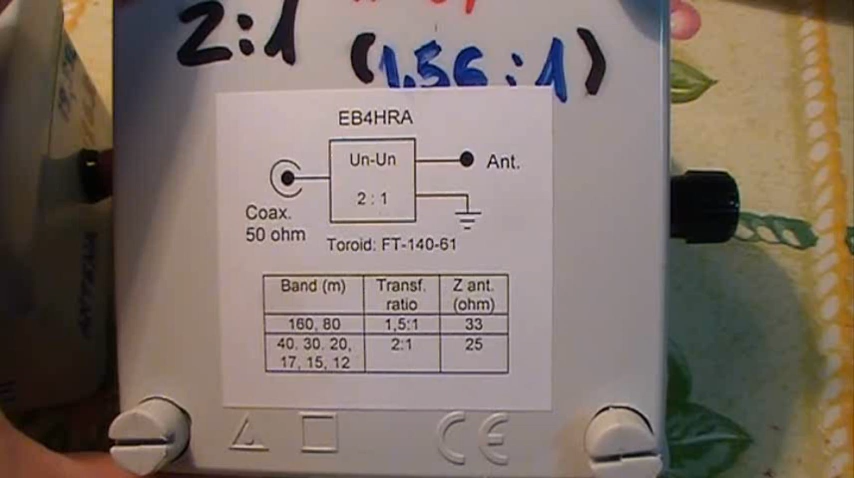 2:1
(1,56:1)
EB4HRA
Un-Un
2 : 1
Ant.
Coax.
50 ohm
Toroid: FT-140-61
Band (m) Transf. ratio Z ant. (ohm)
160, 80 1,5:1 33
40. 30. 20, 17, 15, 12 2:1 25
CE
ANTENA